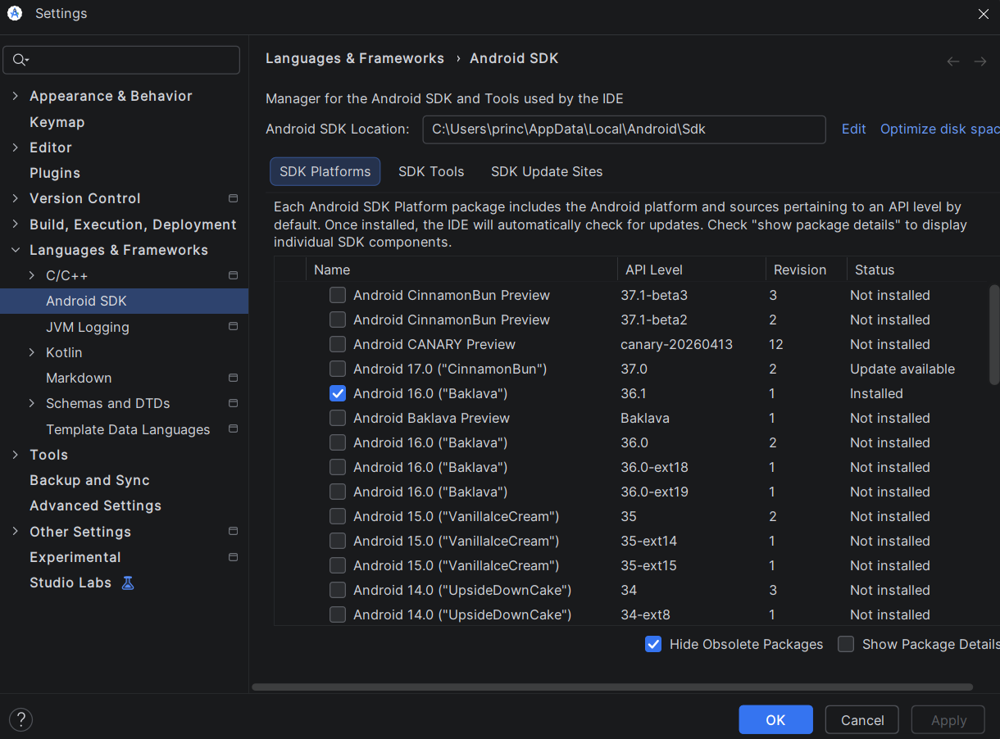 Settings
Appearance & Behavior
Keymap
Editor
Plugins
Version Control
Build, Execution, Deployment
Languages & Frameworks
C/C++
Android SDK
JVM Logging
Kotlin
Markdown
Schemas and DTDs
Template Data Languages
Tools
Backup and Sync
Advanced Settings
Other Settings
Experimental
Studio Labs
Languages & Frameworks › Android SDK
Manager for the Android SDK and Tools used by the IDE
Android SDK Location: C:\Users\princ\AppData\Local\Android\Sdk Edit Optimize disk spac
SDK Platforms SDK Tools SDK Update Sites
Each Android SDK Platform package includes the Android platform and sources pertaining to an API level by
default. Once installed, the IDE will automatically check for updates. Check "show package details" to display
individual SDK components.
Name API Level Revision Status
Android CinnamonBun Preview 37.1-beta3 3 Not installed
Android CinnamonBun Preview 37.1-beta2 2 Not installed
Android CANARY Preview canary-20260413 12 Not installed
Android 17.0 ("CinnamonBun") 37.0 2 Update available
Android 16.0 ("Baklava") 36.1 1 Installed
Android Baklava Preview Baklava 1 Not installed
Android 16.0 ("Baklava") 36.0 2 Not installed
Android 16.0 ("Baklava") 36.0-ext18 1 Not installed
Android 16.0 ("Baklava") 36.0-ext19 1 Not installed
Android 15.0 ("VanillaIceCream") 35 2 Not installed
Android 15.0 ("VanillaIceCream") 35-ext14 1 Not installed
Android 15.0 ("VanillaIceCream") 35-ext15 1 Not installed
Android 14.0 ("UpsideDownCake") 34 3 Not installed
Android 14.0 ("UpsideDownCake") 34-ext8 1 Not installed
Hide Obsolete Packages Show Package Details
? OK Cancel Apply